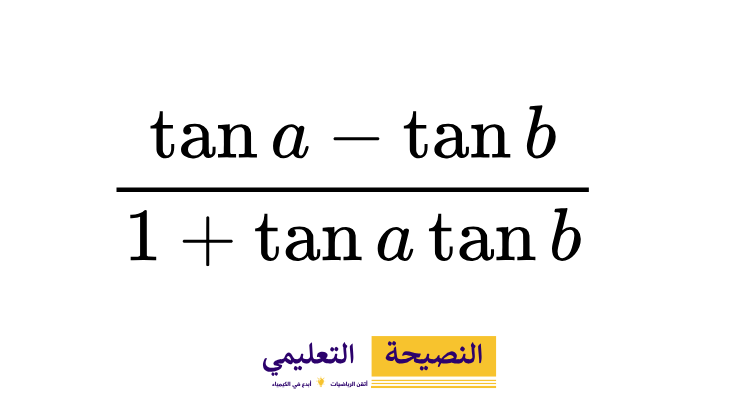 tan a − tan b
1 + tan a tan b
النصيحة التعليمي
أتقن الرياضيات أبدع في الكيمياء